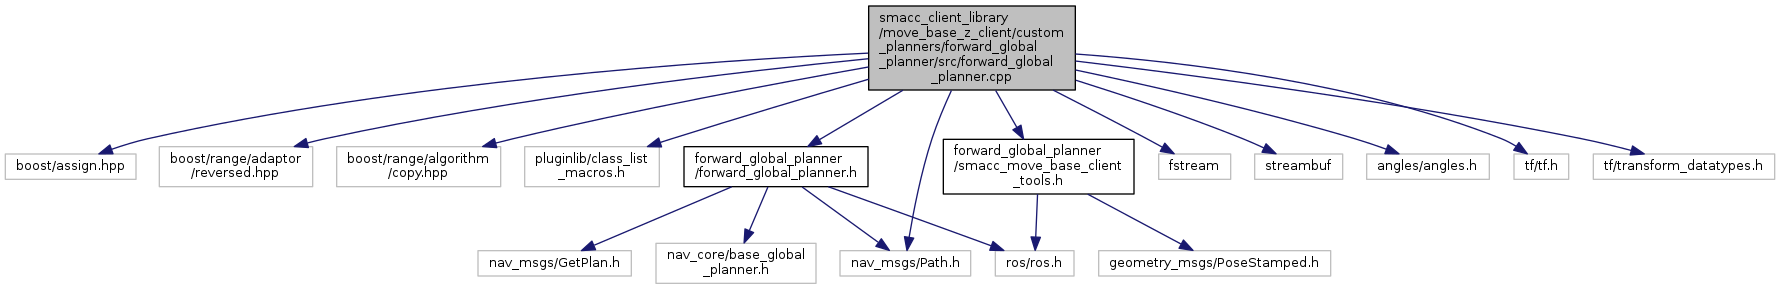 smacc_client_library
/move_base_z_client/custom
_planners/forward_global
_planner/src/forward_global
_planner.cpp
boost/assign.hpp
boost/range/adaptor
/reversed.hpp
boost/range/algorithm
/copy.hpp
pluginlib/class_list
_macros.h
forward_global_planner
/forward_global_planner.h
forward_global_planner
/smacc_move_base_client
_tools.h
fstream
streambuf
angles/angles.h
tf/tf.h
tf/transform_datatypes.h
nav_msgs/GetPlan.h
nav_core/base_global
_planner.h
nav_msgs/Path.h
ros/ros.h
geometry_msgs/PoseStamped.h